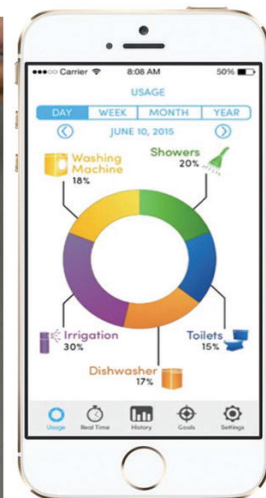 Carrier 8:08 AM 50%
USAGE
DAY WEEK MONTH YEAR
JUNE 10, 2015
Washing
Machine
18%
Showers
20%
Irrigation
30%
Toilets
15%
Dishwasher
17%
Usage Real Time History Goals Settings